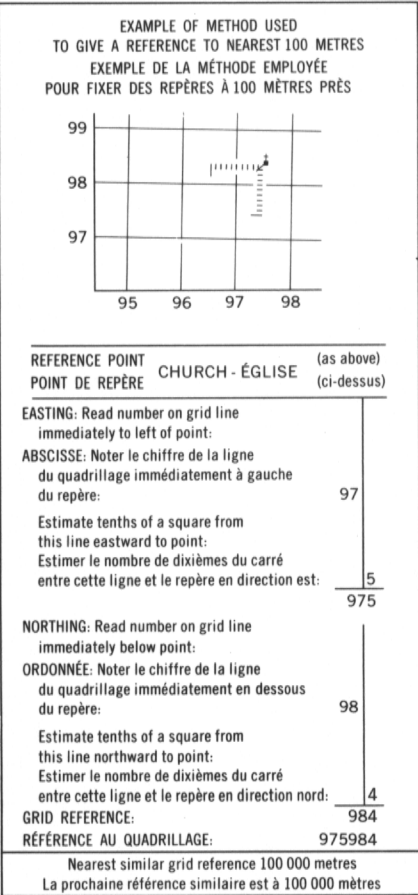 EXAMPLE OF METHOD USED
TO GIVE A REFERENCE TO NEAREST 100 METRES
EXEMPLE DE LA MÉTHODE EMPLOYÉE
POUR FIXER DES REPÈRES À 100 MÈTRES PRÈS
99
98
97
95 96 97 98
REFERENCE POINT
POINT DE REPÈRE
CHURCH - ÉGLISE
(as above)
(ci-dessus)
EASTING: Read number on grid line
immediately to left of point:
ABSCISSE: Noter le chiffre de la ligne
du quadrillage immédiatement à gauche
du repère: 97
Estimate tenths of a square from
this line eastward to point:
Estimer le nombre de dixièmes du carré
entre cette ligne et le repère en direction est: 5
975
NORTHING: Read number on grid line
immediately below point:
ORDONNÉE: Noter le chiffre de la ligne
du quadrillage immédiatement en dessous
du repère: 98
Estimate tenths of a square from
this line northward to point:
Estimer le nombre de dixièmes du carré
entre cette ligne et le repère en direction nord: 4
GRID REFERENCE: 984
RÉFÉRENCE AU QUADRILLAGE: 975984
Nearest similar grid reference 100 000 metres
La prochaine référence similaire est à 100 000 mètres